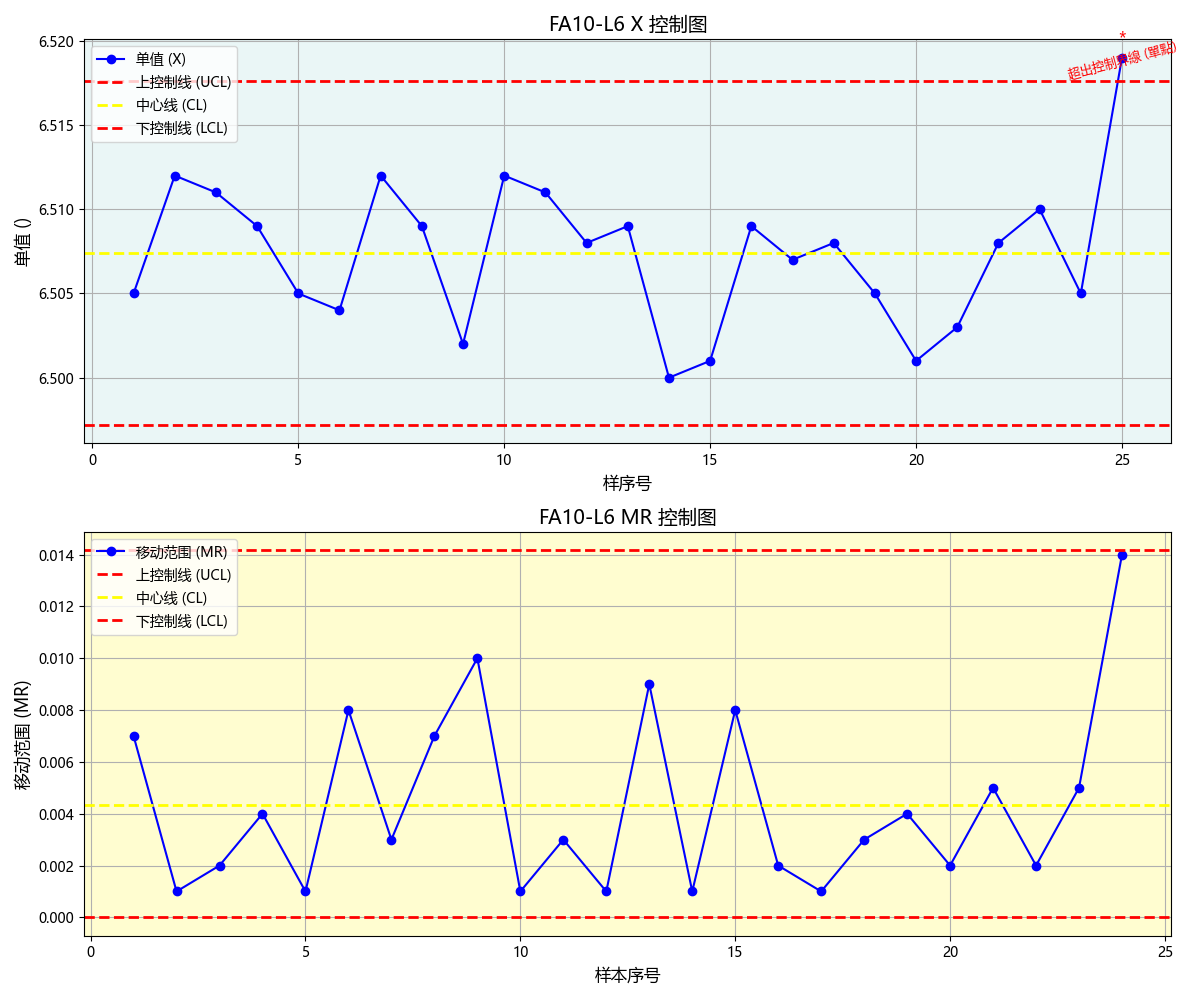 FA10-L6 X 控制图
6.520
6.515
6.510
6.505
6.500
单值 ()
单值 (X)
上控制线 (UCL)
中心线 (CL)
下控制线 (LCL)
*
超出控制界線 (單點)
0 5 10 15 20 25
样序号
FA10-L6 MR 控制图
0.014
0.012
0.010
0.008
0.006
0.004
0.002
0.000
移动范围 (MR)
移动范围 (MR)
上控制线 (UCL)
中心线 (CL)
下控制线 (LCL)
0 5 10 15 20 25
样本序号